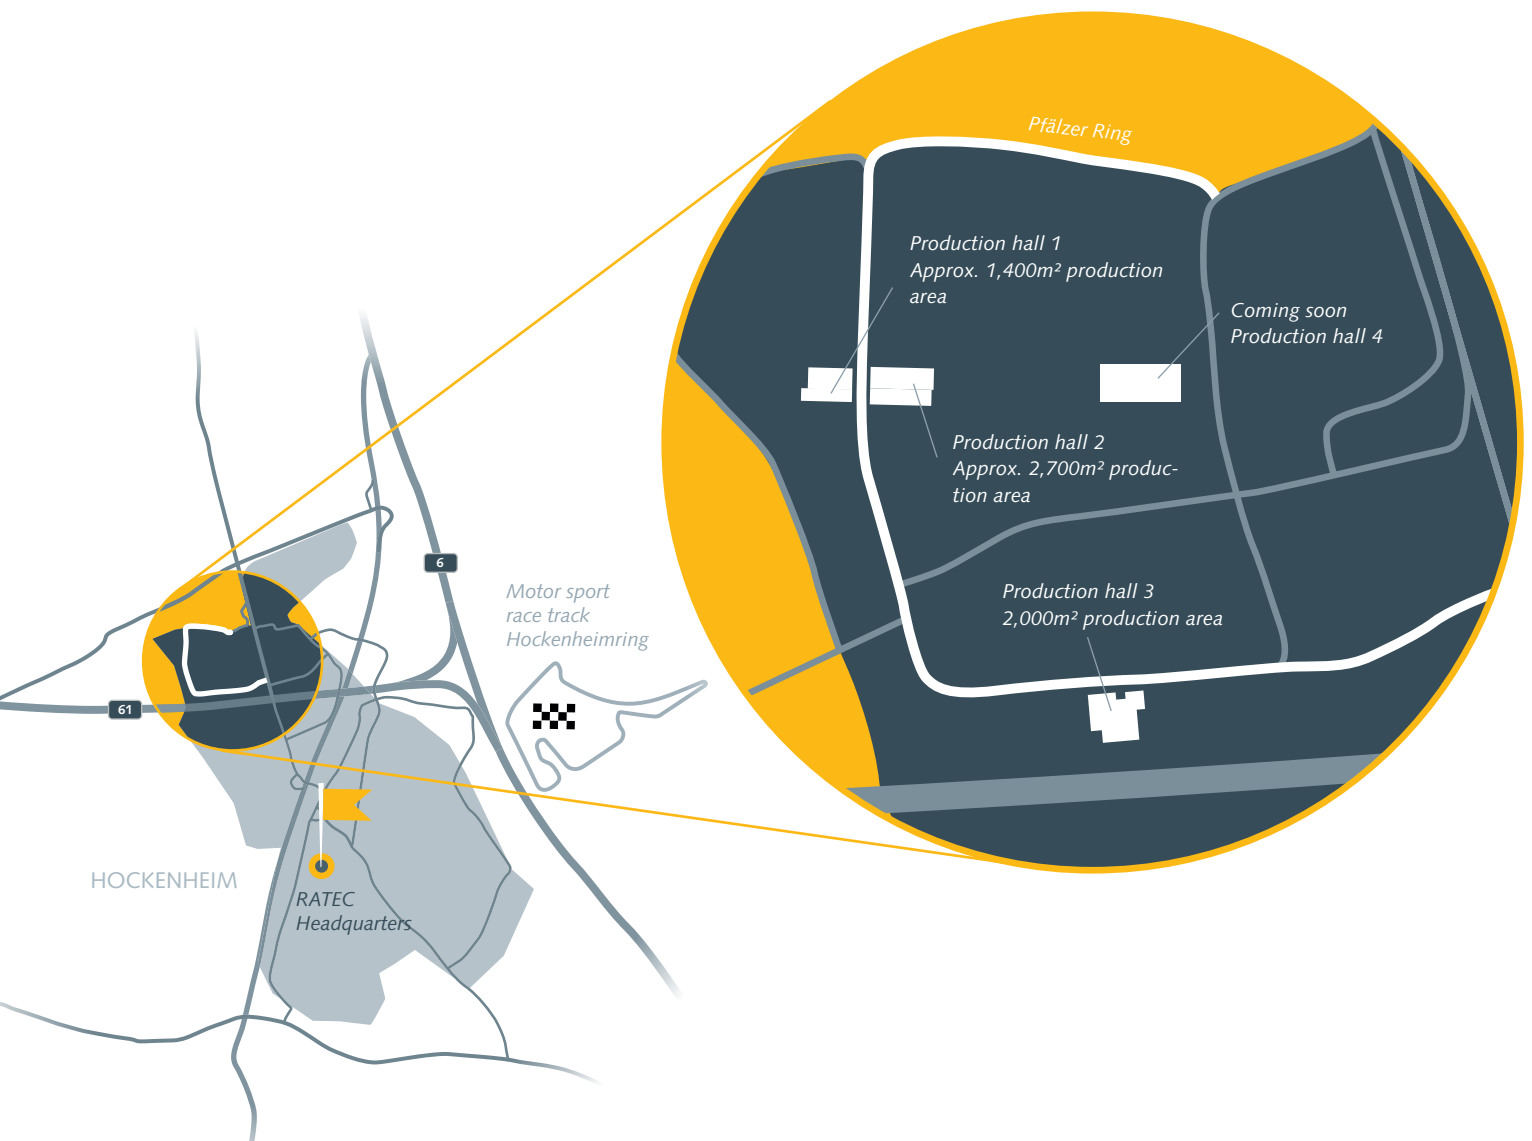 Pfälzer Ring
Production hall 1
Approx. 1,400m² production
area
Coming soon
Production hall 4
Production hall 2
Approx. 2,700m² produc-
tion area
Production hall 3
2,000m² production area
6
Motor sport
race track
Hockenheimring
61
HOCKENHEIM
RATEC
Headquarters